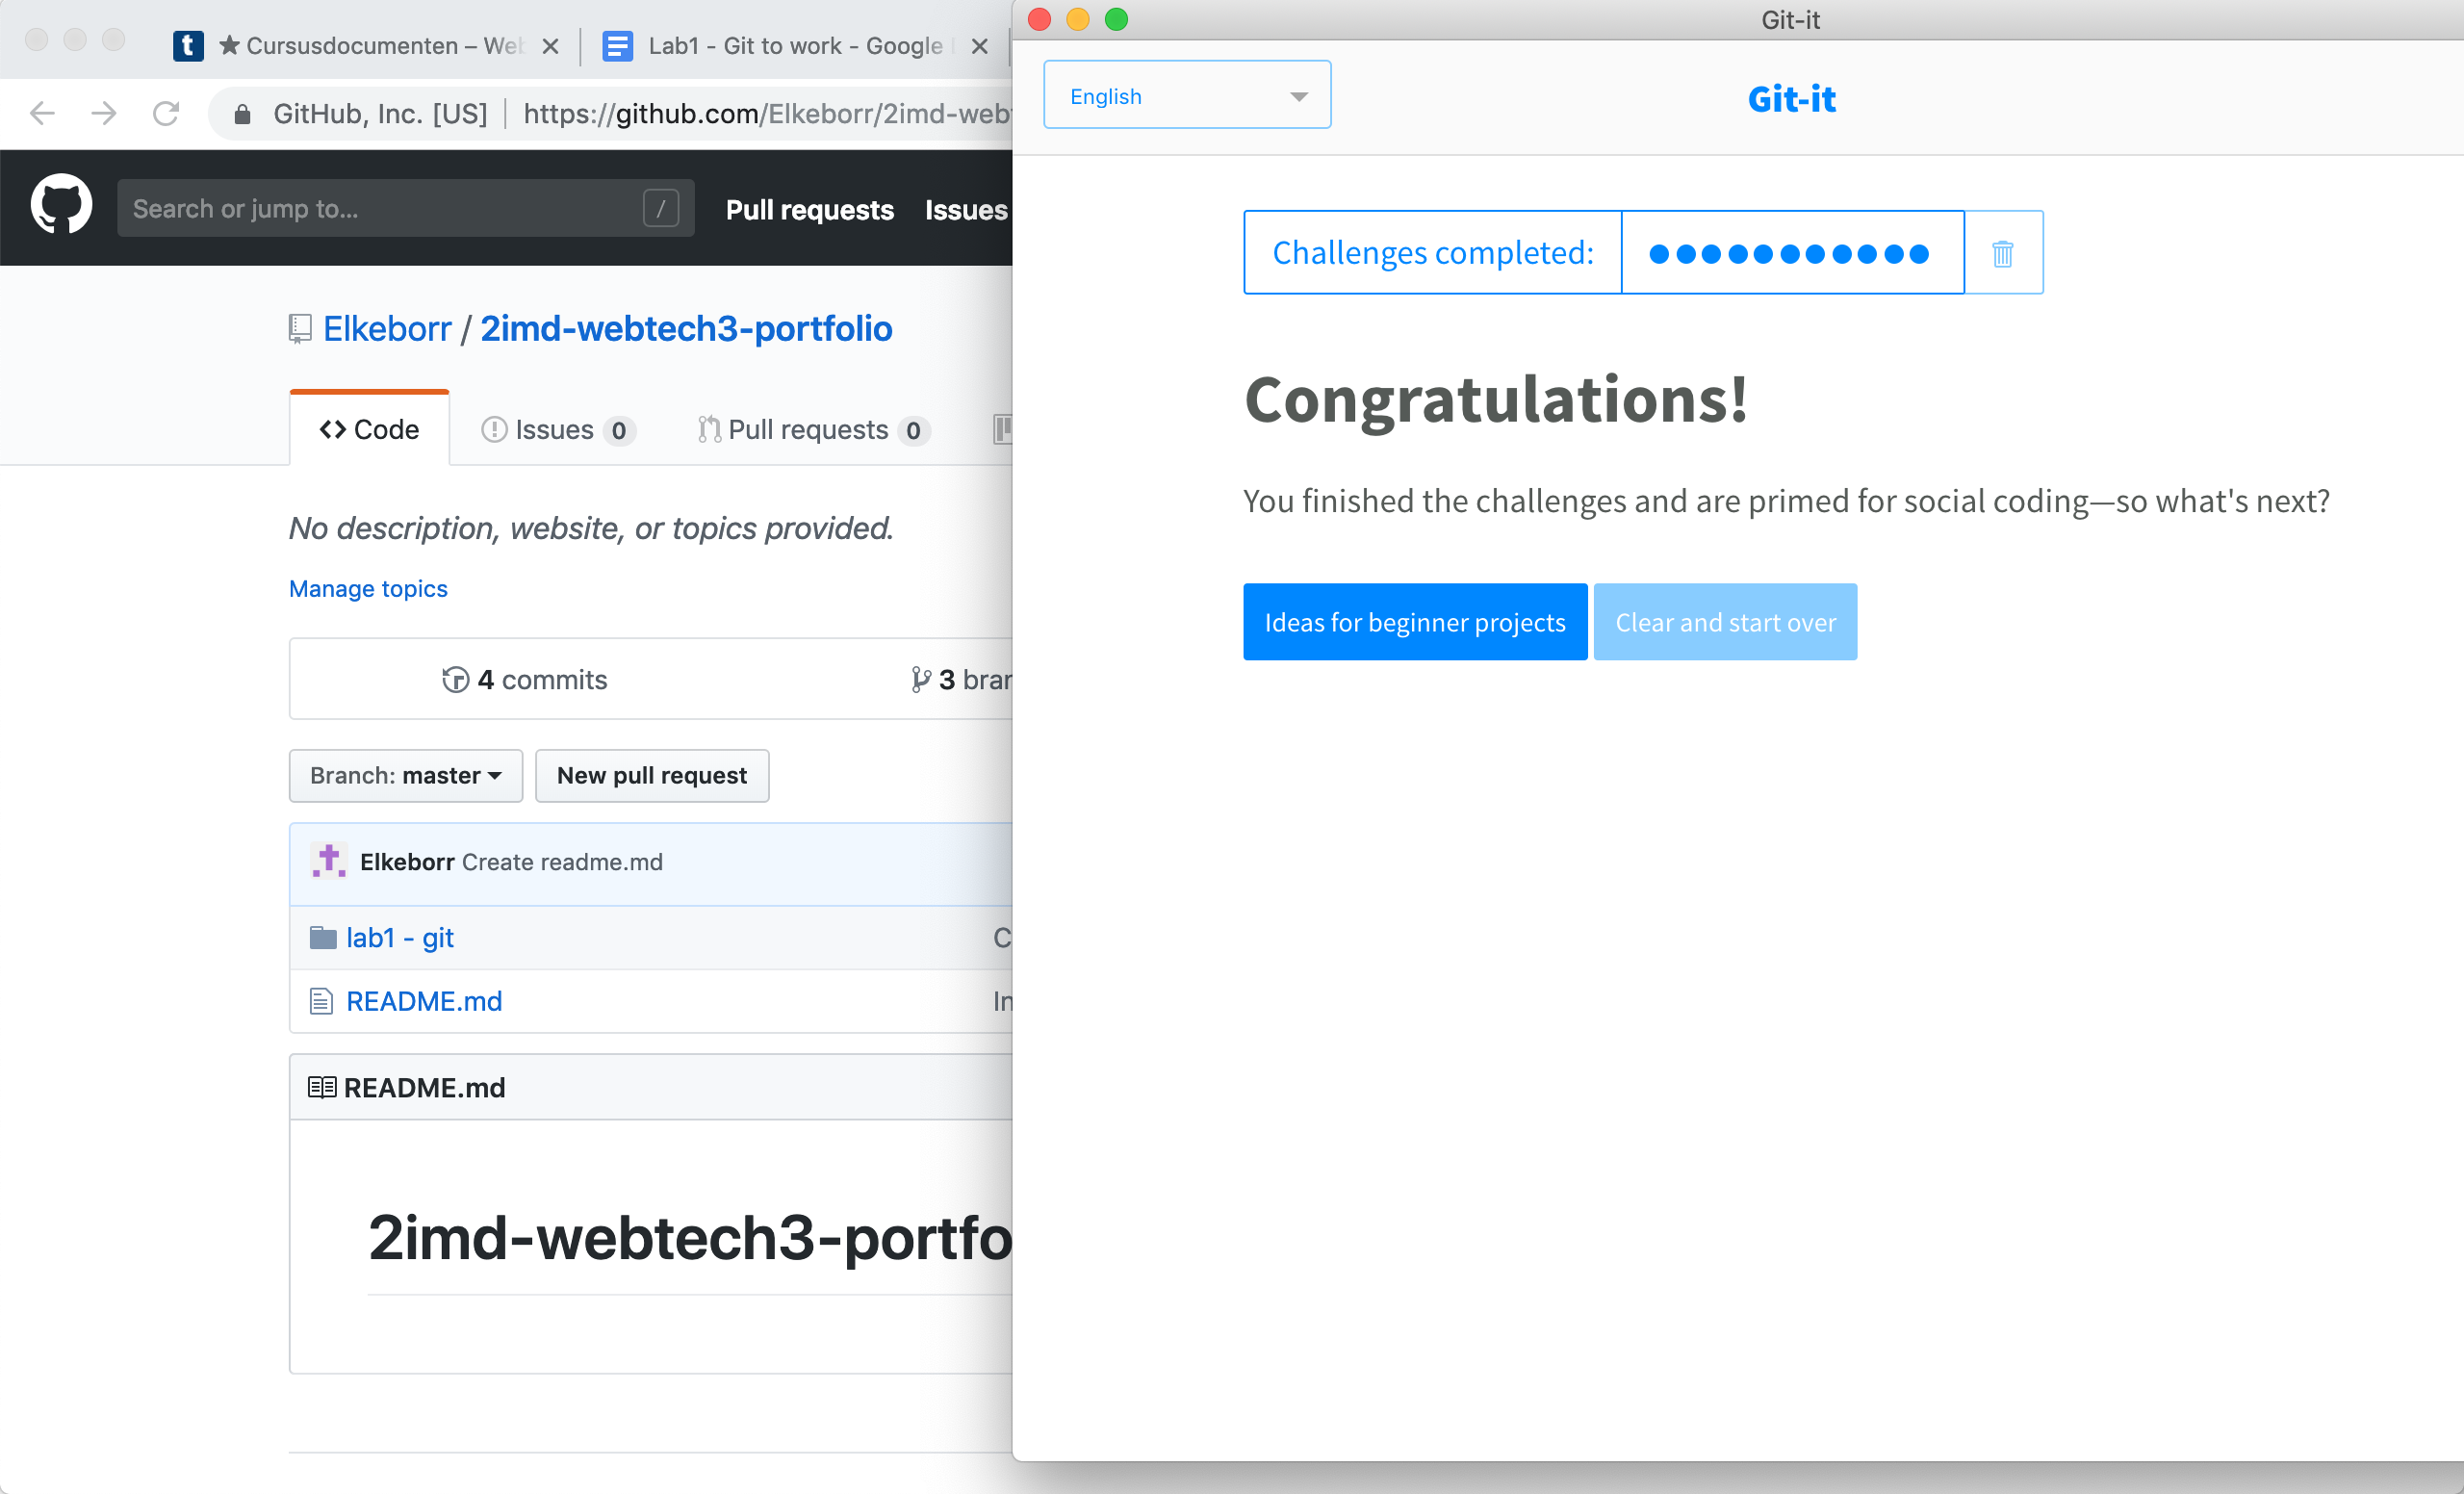 ★ Cursusdocumenten – Web
Lab1 - Git to work - Google
GitHub, Inc. [US]
https://github.com/Elkeborr/2imd-web
Search or jump to...
/
Pull requests
Issues
Elkeborr / 2imd-webtech3-portfolio
Code
Issues 0
Pull requests 0
No description, website, or topics provided.
Manage topics
4 commits
3 bran
Branch: master
New pull request
Elkeborr Create readme.md
lab1 - git
C
README.md
In
README.md
2imd-webtech3-portfo
Git-it
English
Git-it
Challenges completed:
Congratulations!
You finished the challenges and are primed for social coding—so what's next?
Ideas for beginner projects
Clear and start over